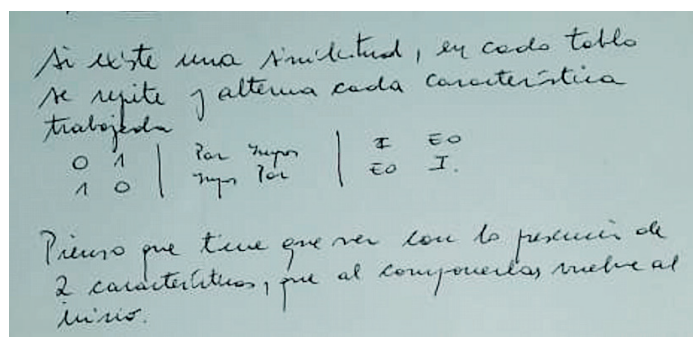 Si existe una similitud, en cada tabla
se repite y alterna cada característica
trabajada
0 1 | Par Impar | I EO
1 0 | Impar Par | EO I.
Pienso que tiene que ver con la presencia de
2 características, que al componerlas vuelve al
inicio.